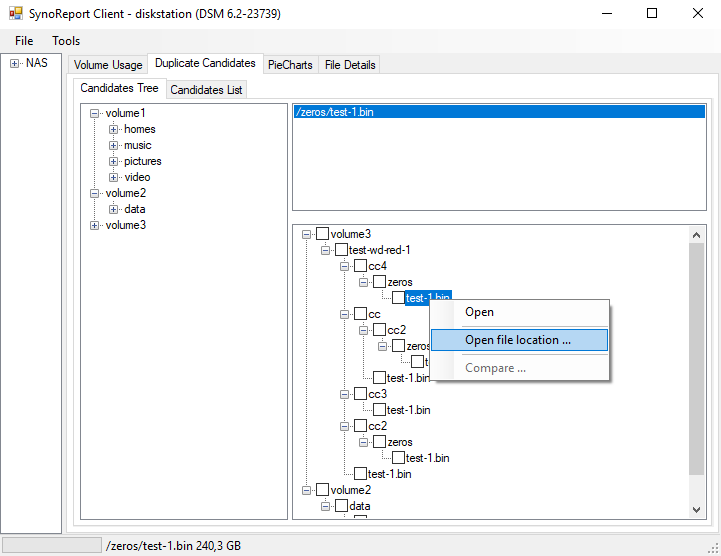 SynoReport Client - diskstation (DSM 6.2-23739)
File Tools
NAS
Volume Usage Duplicate Candidates PieCharts File Details
Candidates Tree Candidates List
volume1
homes
music
pictures
video
volume2
data
volume3
/zeros/test-1.bin
volume3
test-wd-red-1
cc4
zeros
test-1.bin
cc
cc2
zeros
t
test-1.bin
cc3
test-1.bin
cc2
zeros
test-1.bin
test-1.bin
volume2
data
Open
Open file location ...
Compare ...
/zeros/test-1.bin 240,3 GB